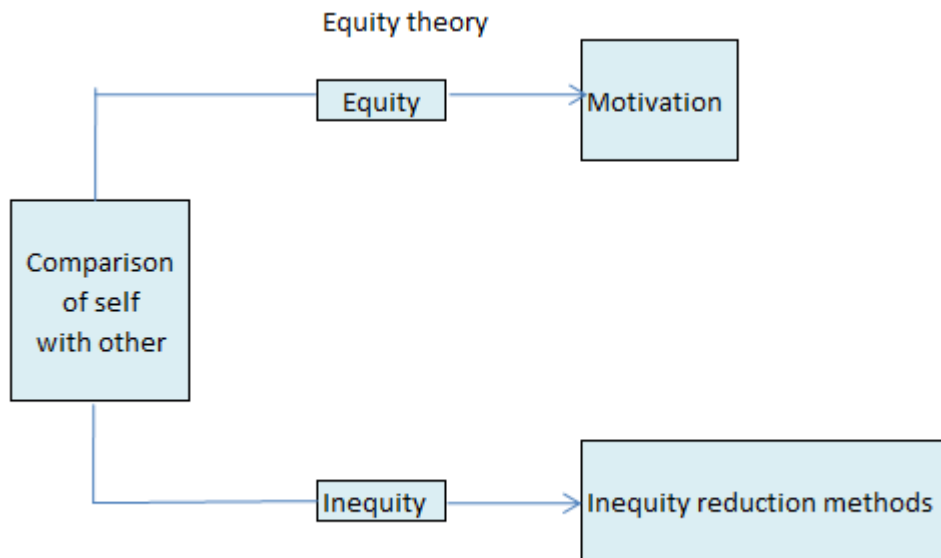 Equity theory
Equity
Motivation
Comparison
of self
with other
Inequity
Inequity reduction methods